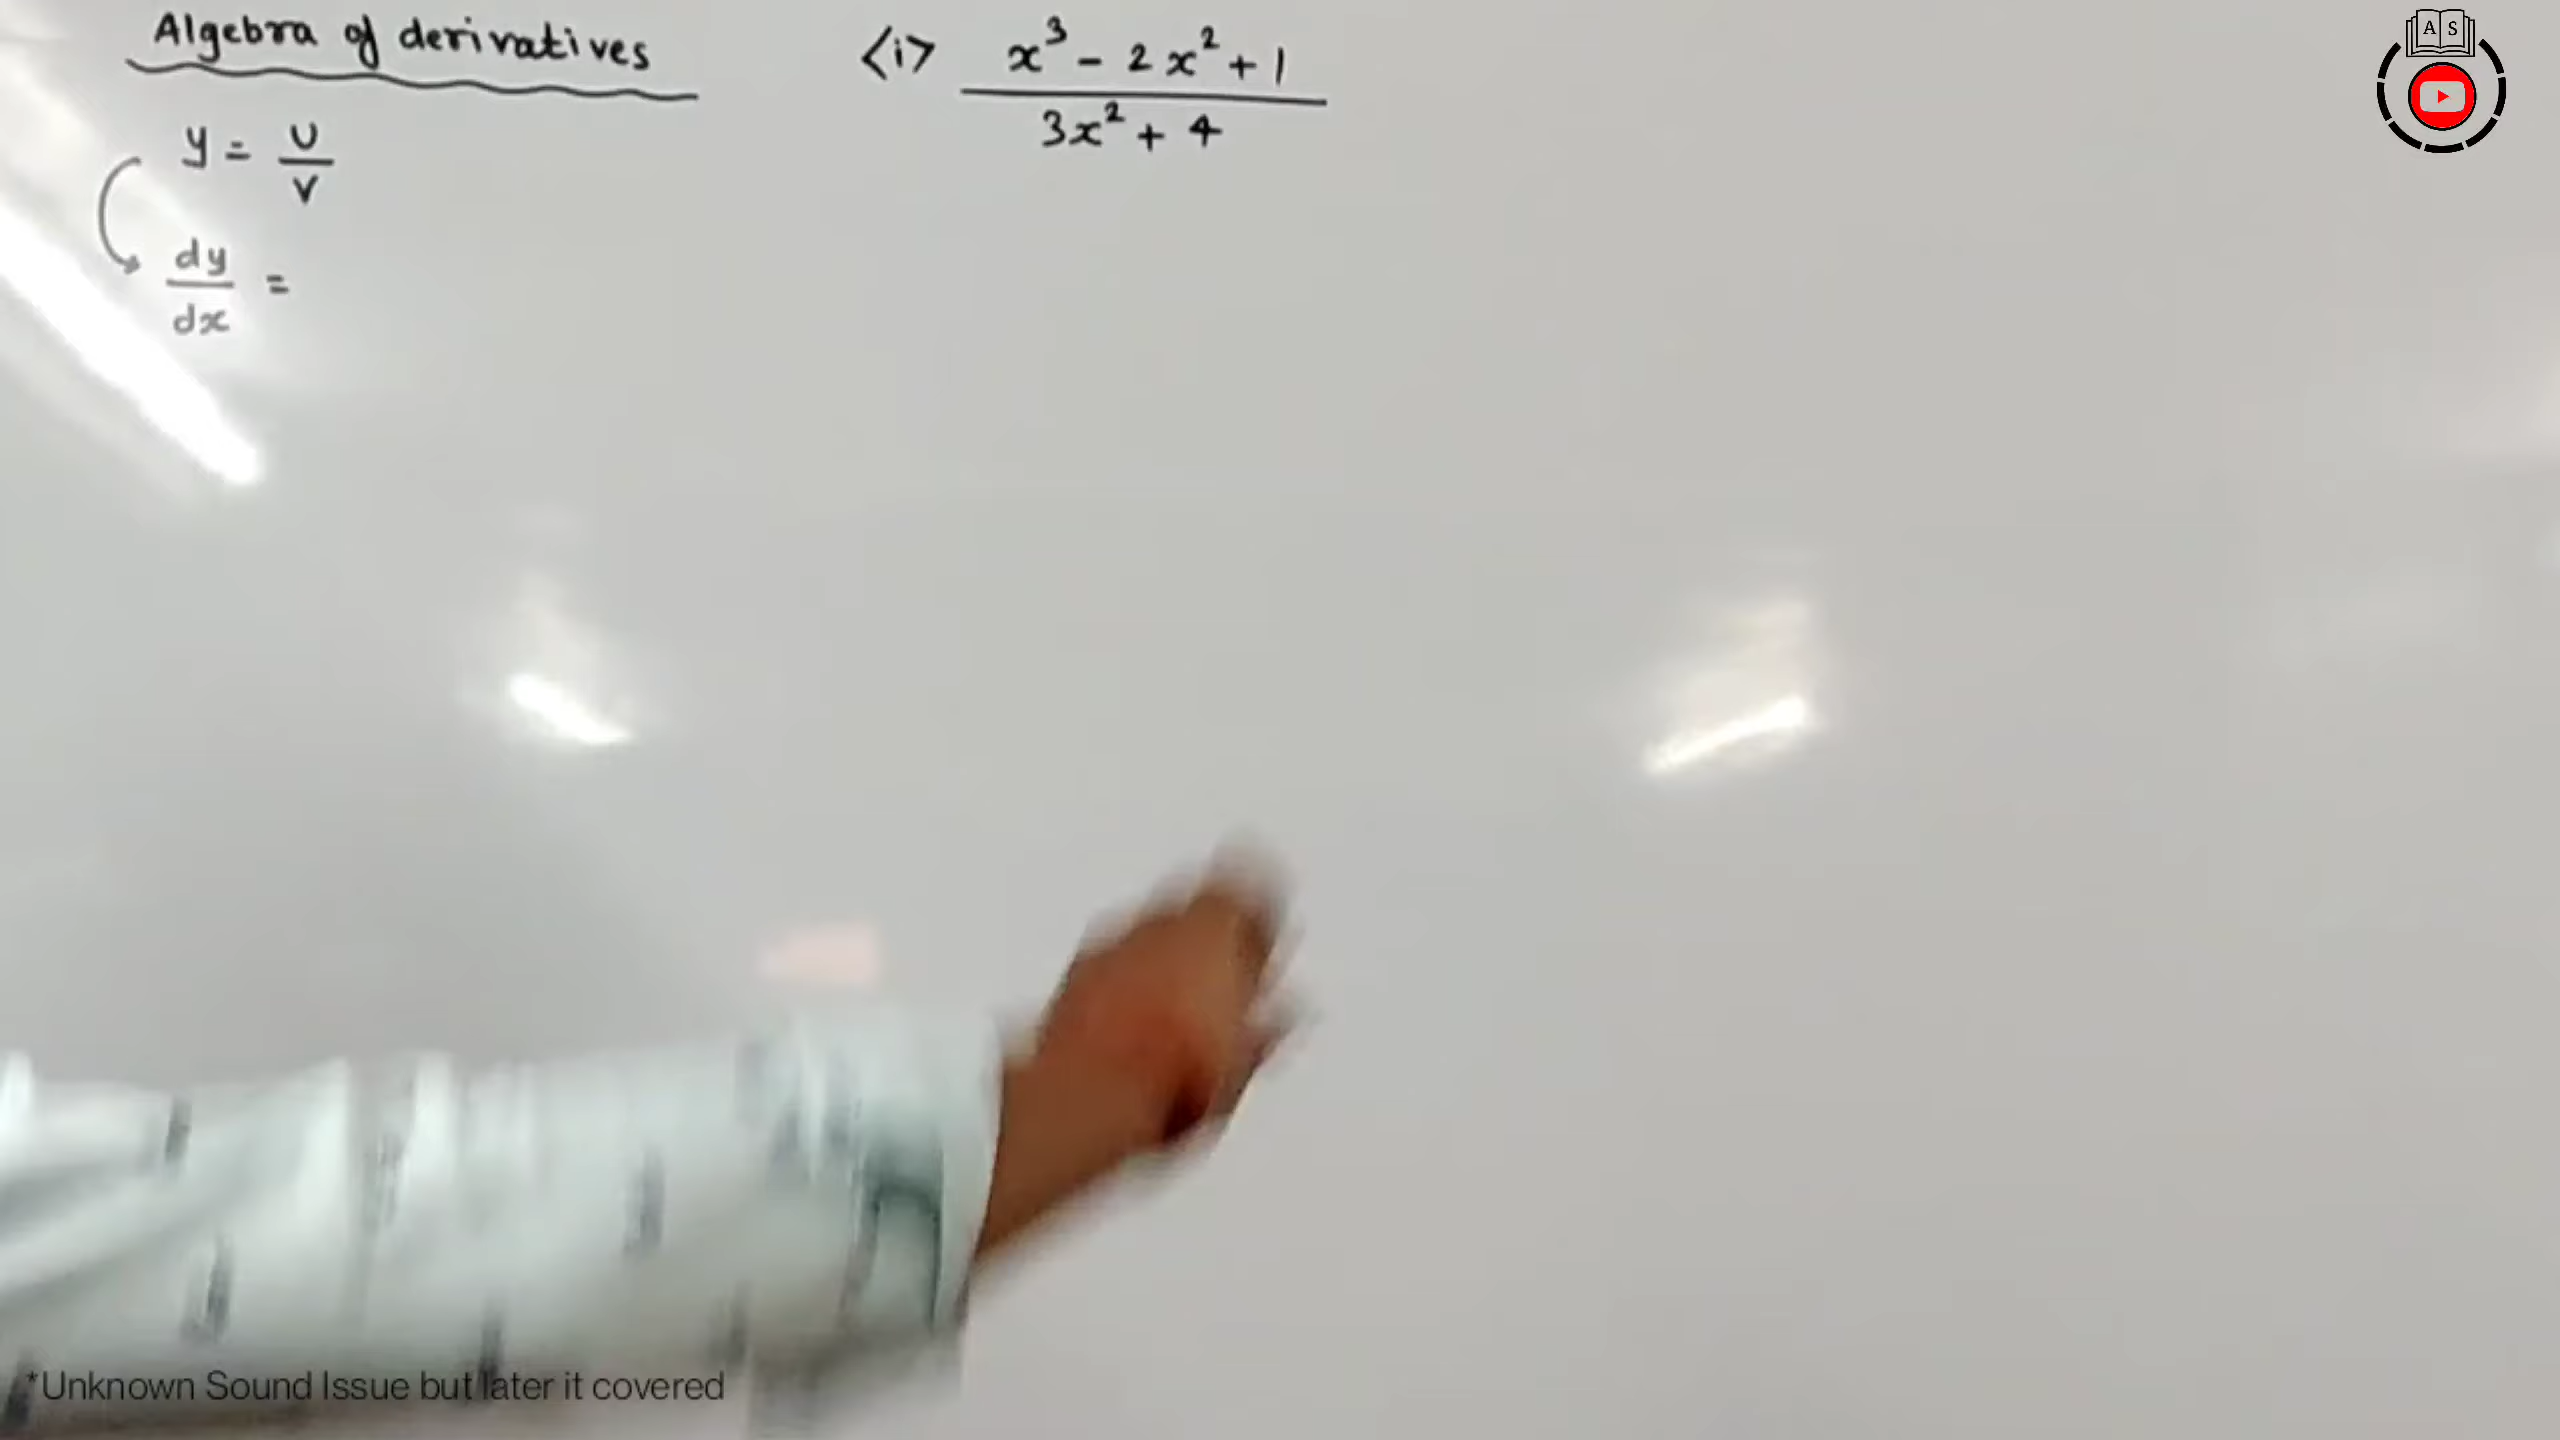 Algebra of derivatives
y = u/v
dy/dx =
<i> x³ - 2x² + 1 / 3x² + 4
A S
*Unknown Sound Issue but later it covered